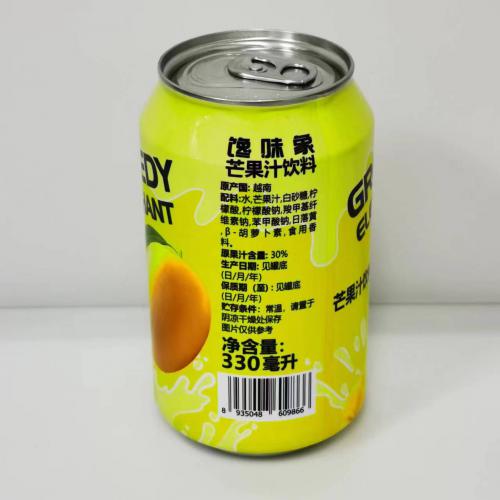 馋味象
芒果汁饮料
原产国: 越南
配料:水,芒果汁,白砂糖,柠
檬酸,柠檬酸钠,羧甲基纤
维素钠,苯甲酸钠,日落黄
,β-胡萝卜素,食用香
料。
原果汁含量: 30%
生产日期: 见罐底
(日/月/年)
保质期 (至): 见罐底
(日/月/年)
贮存条件: 常温, 请置于
阴凉干燥处保存
图片仅供参考
净含量:
330毫升
8 935048 609866
EDY
ANT
GR
EL
芒果汁饮